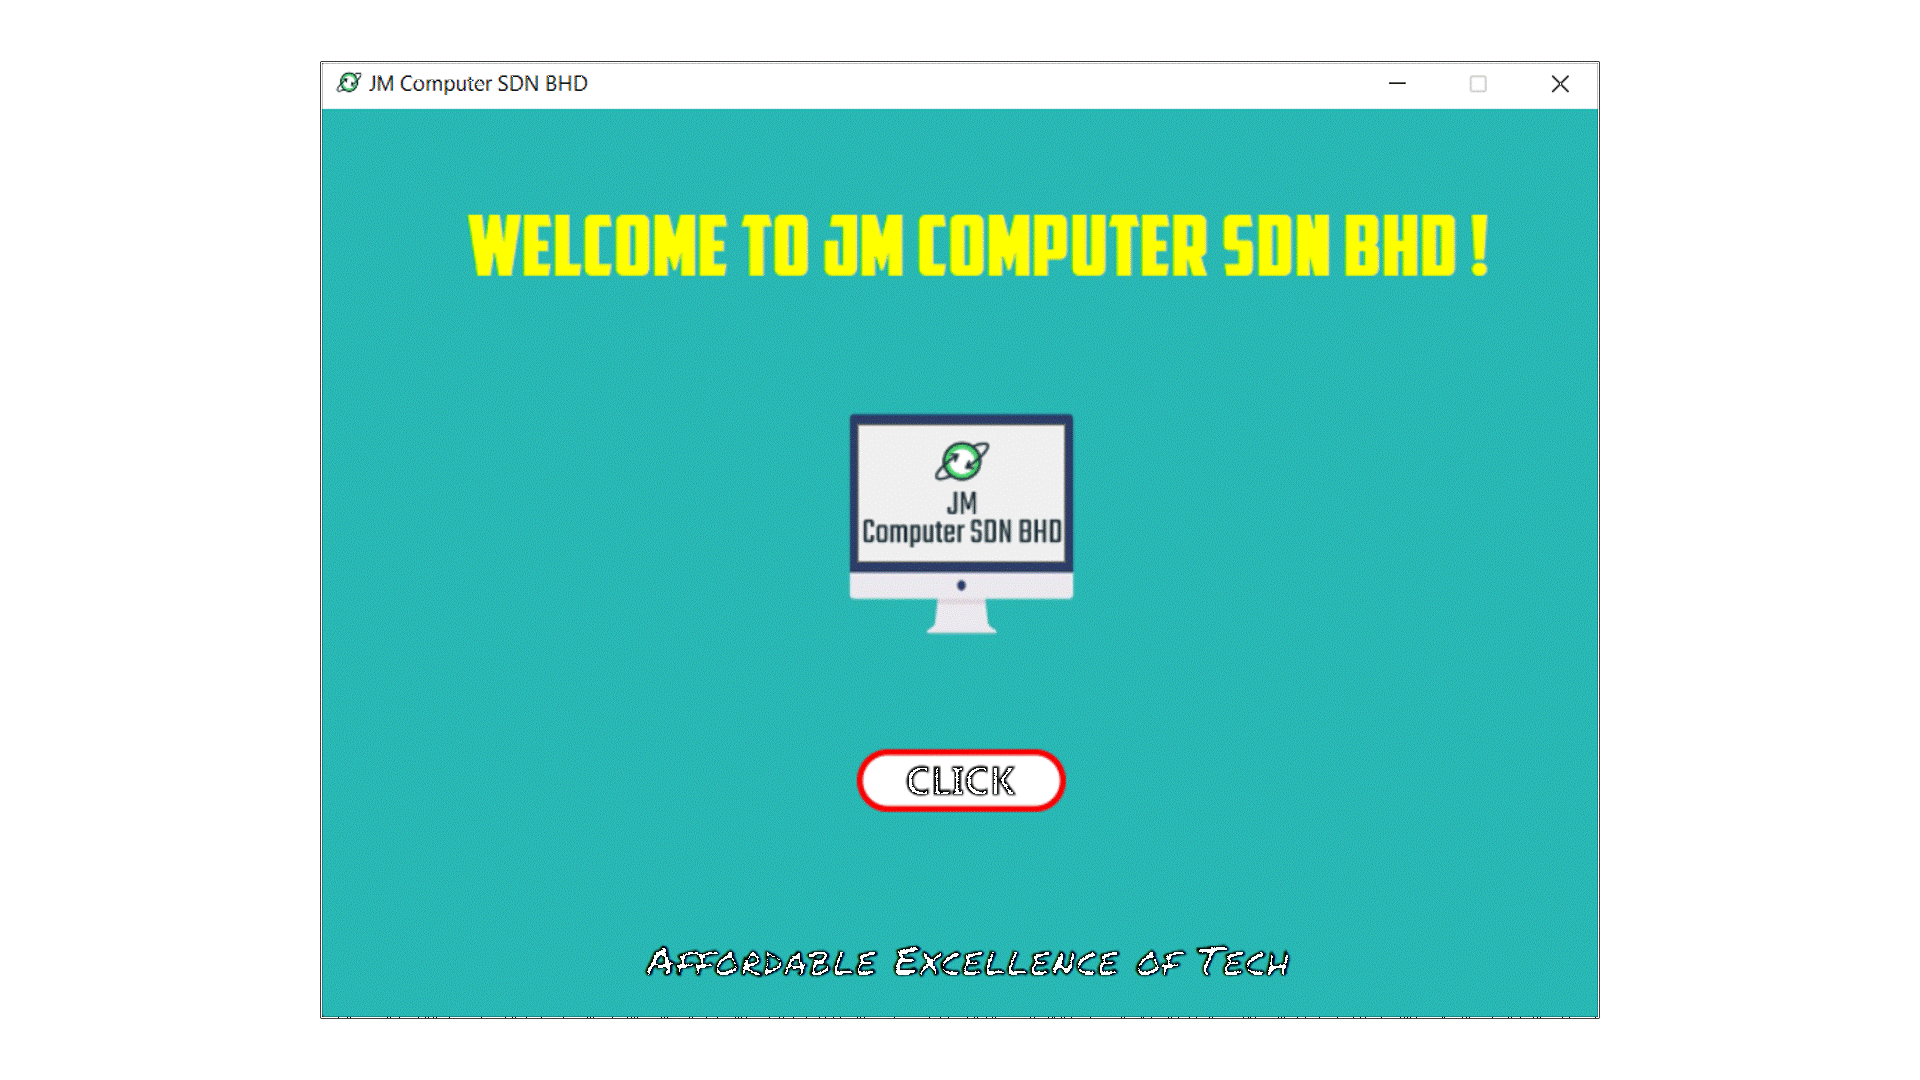 JM Computer SDN BHD
WELCOME TO JM COMPUTER SDN BHD !
JM
Computer SDN BHD
CLICK
Affordable Excellence of Tech